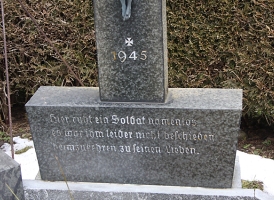 1945
Hier ruht ein Soldat namenlos
Es war ihm leider nicht beschieden
heimzukehren zu seinen Lieben.